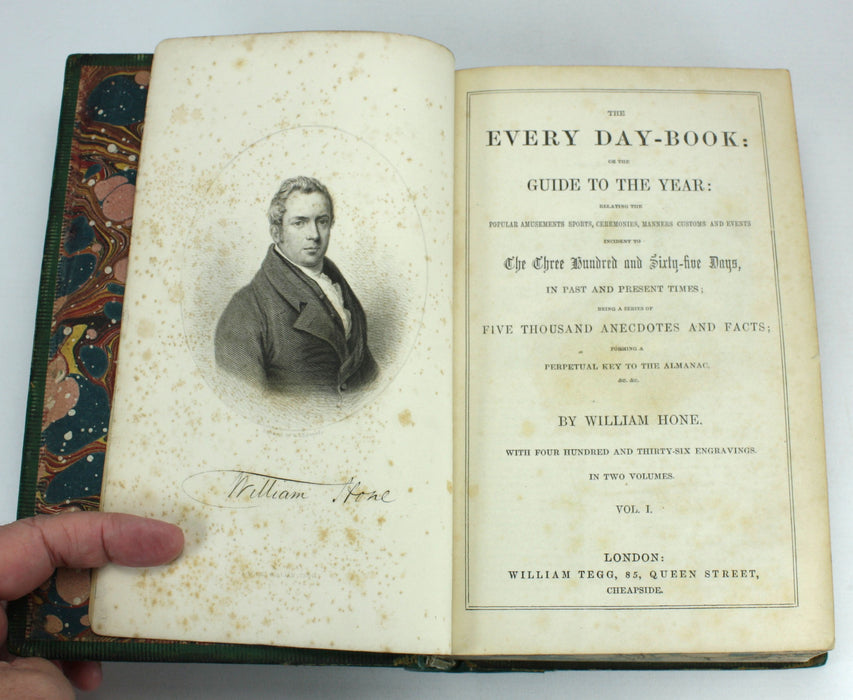 William Hone
THE
EVERY DAY-BOOK:
OR THE
GUIDE TO THE YEAR:
RELATING THE
POPULAR AMUSEMENTS SPORTS, CEREMONIES, MANNERS CUSTOMS AND EVENTS
INCIDENT TO
The Three Hundred and Sixty-five Days,
IN PAST AND PRESENT TIMES;
BEING A SERIES OF
FIVE THOUSAND ANECDOTES AND FACTS;
FORMING A
PERPETUAL KEY TO THE ALMANAC,
&c. &c.
BY WILLIAM HONE.
WITH FOUR HUNDRED AND THIRTY-SIX ENGRAVINGS.
IN TWO VOLUMES.
VOL. I.
LONDON:
WILLIAM TEGG, 85, QUEEN STREET,
CHEAPSIDE.